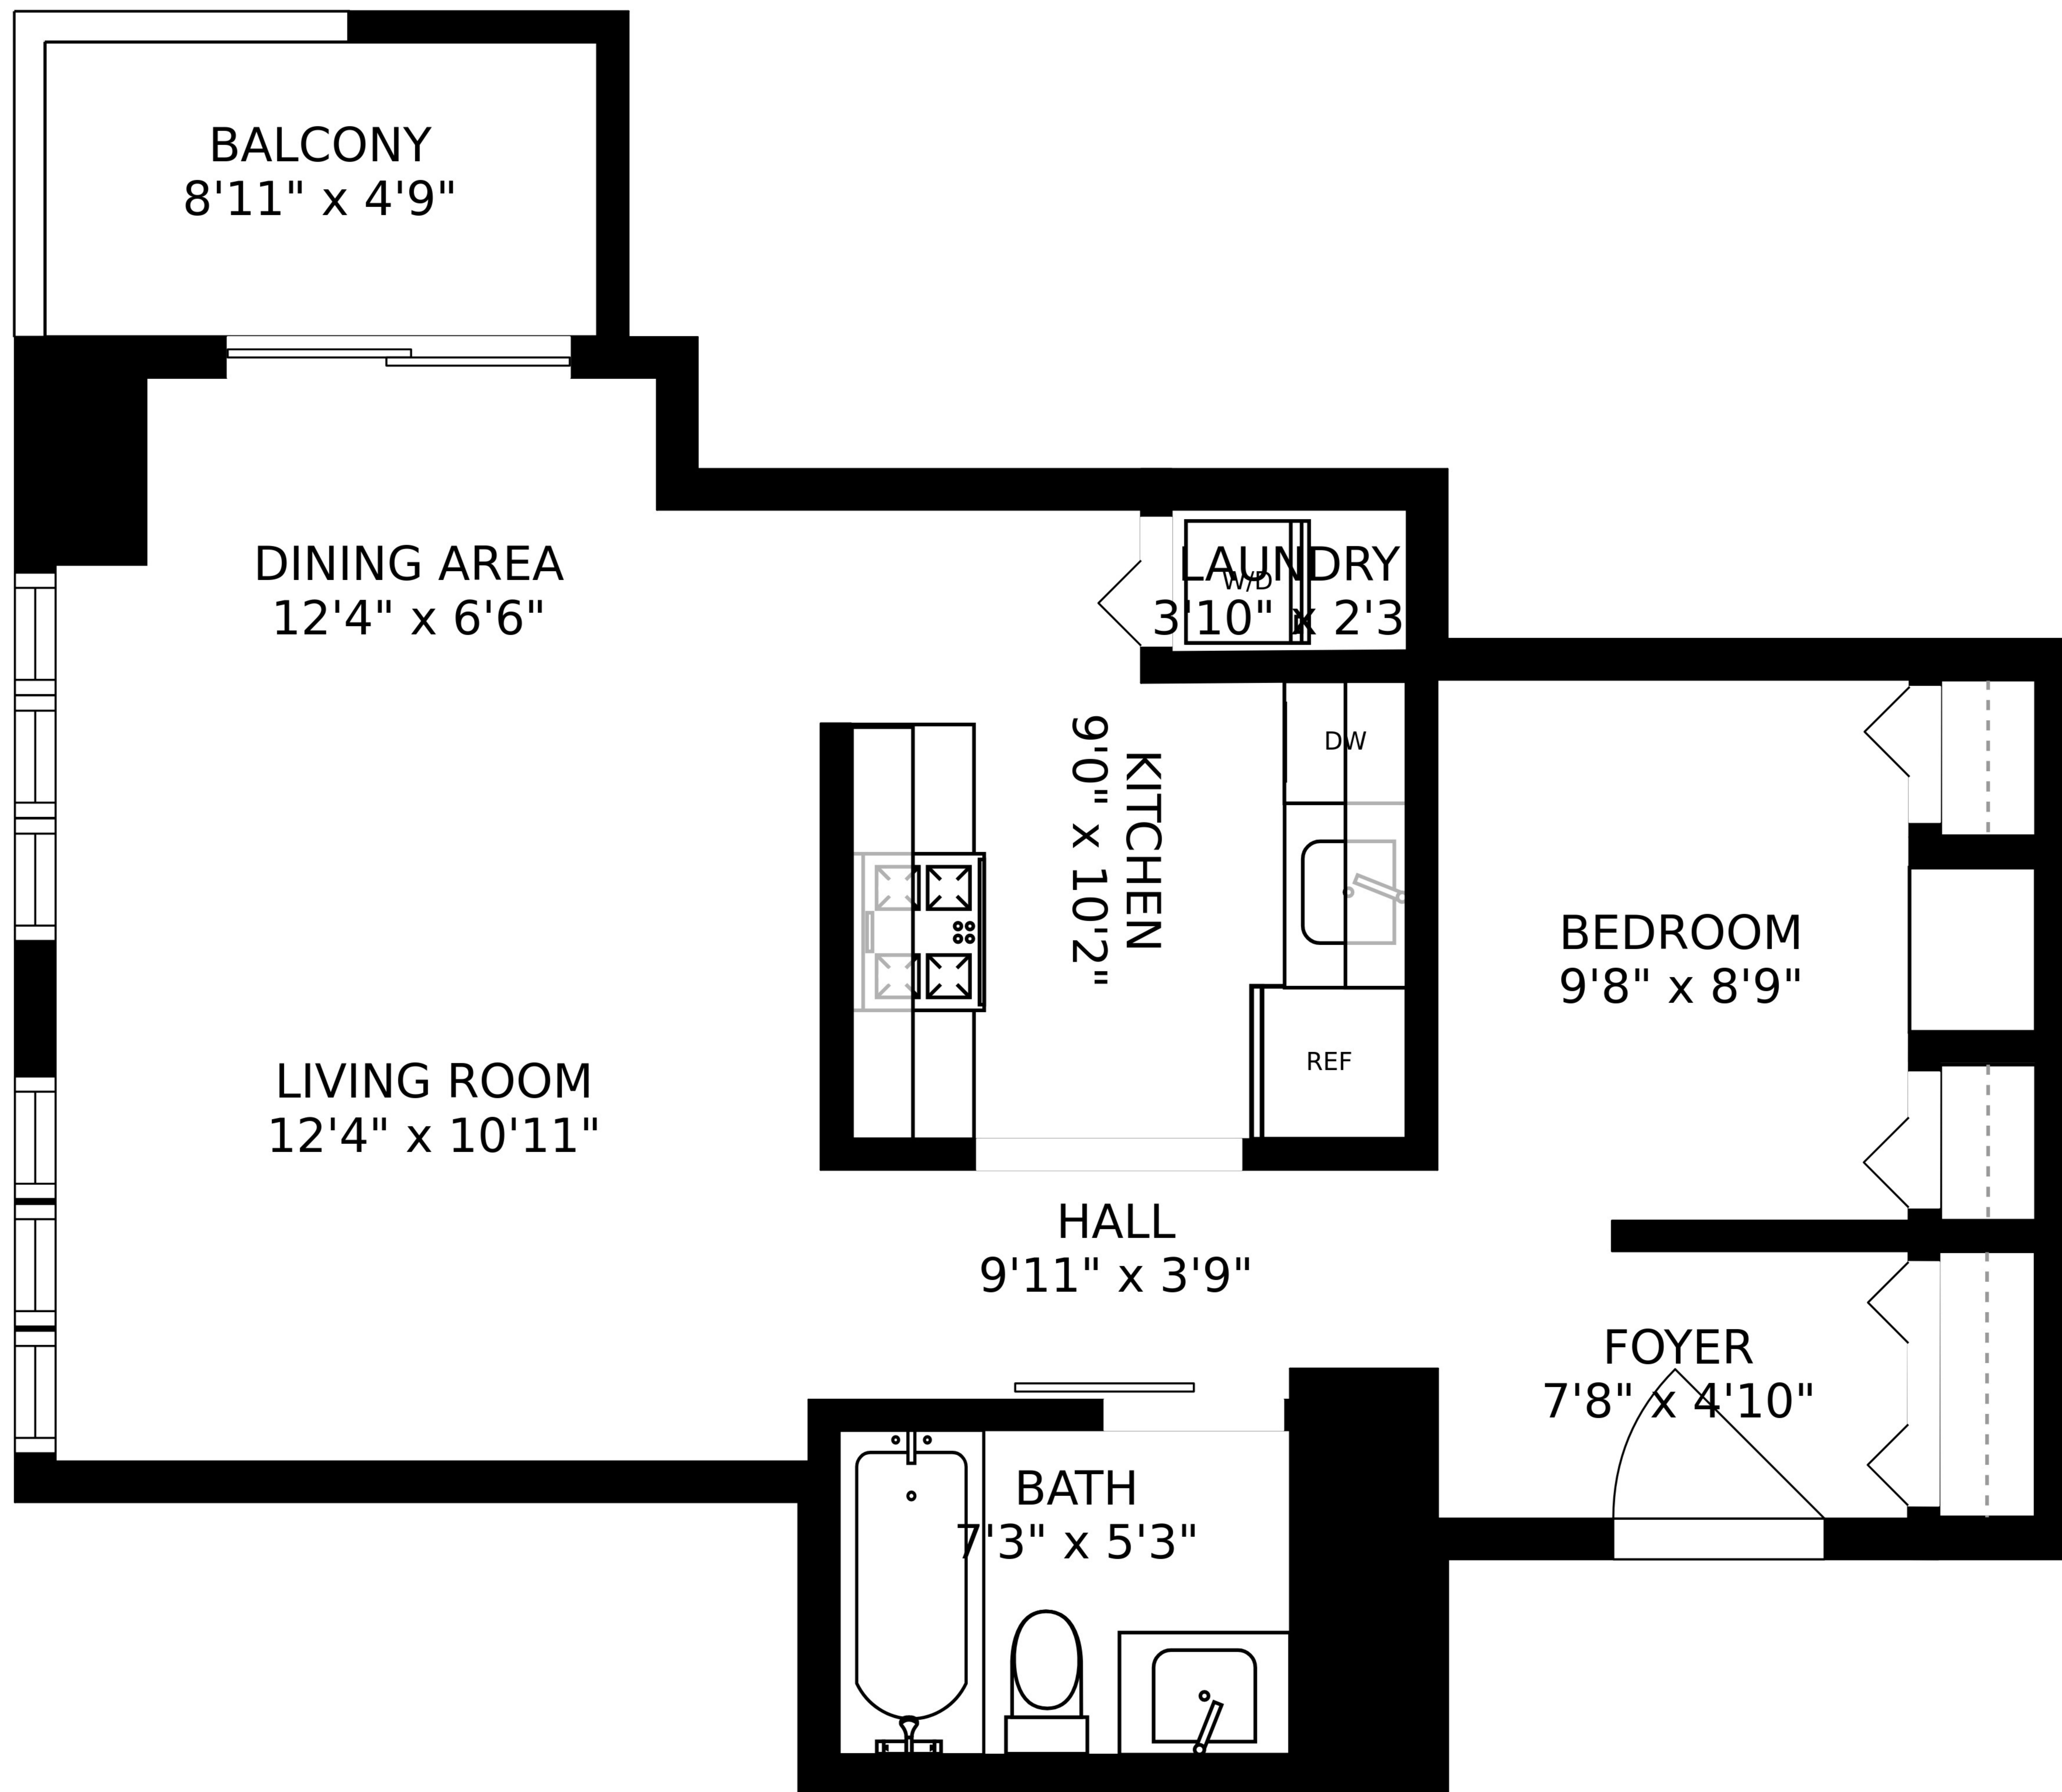 BALCONY
8'11" x 4'9"
DINING AREA
12'4" x 6'6"
LAUNDRY
W/D
3'10" x 2'3
KITCHEN
9'0" x 10'2"
DW
REF
BEDROOM
9'8" x 8'9"
LIVING ROOM
12'4" x 10'11"
HALL
9'11" x 3'9"
FOYER
7'8" x 4'10"
BATH
7'3" x 5'3"